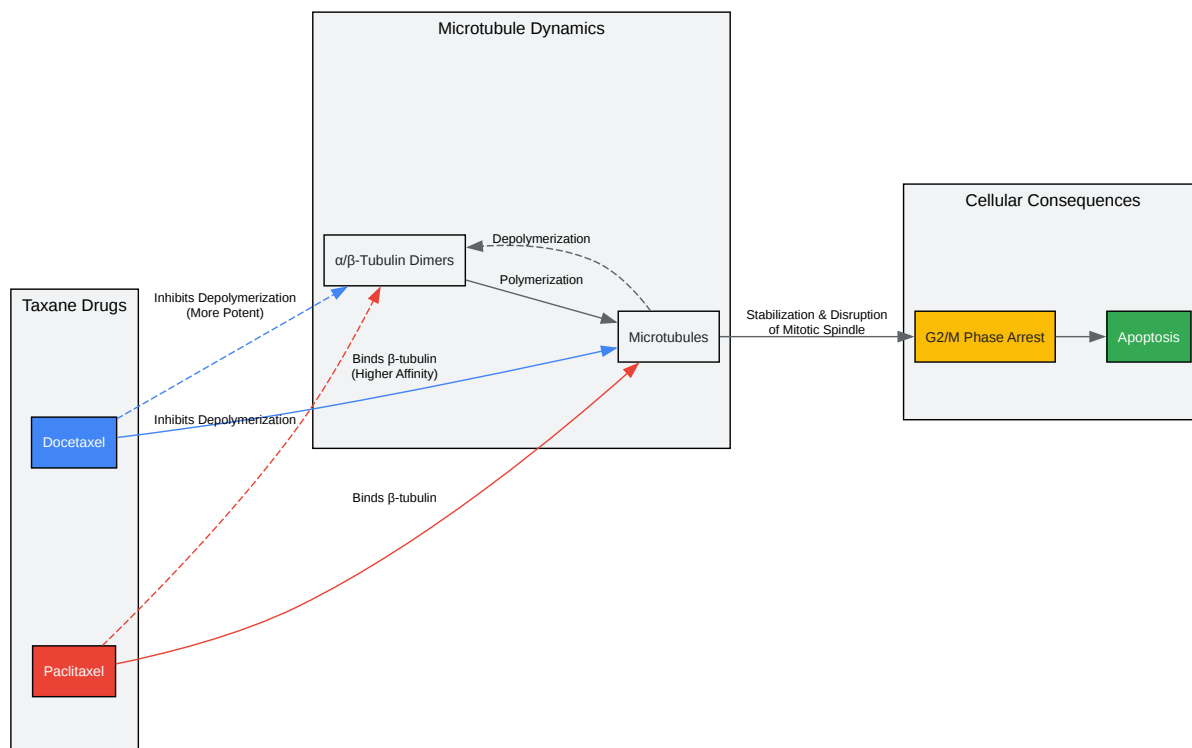 Microtubule Dynamics
Cellular Consequences
Taxane Drugs
α/β-Tubulin Dimers
Depolymerization
Polymerization
Inhibits Depolymerization
(More Potent)
Microtubules
Stabilization & Disruption
of Mitotic Spindle
G2/M Phase Arrest
Apoptosis
Binds β-tubulin
(Higher Affinity)
Inhibits Depolymerization
Docetaxel
Binds β-tubulin
Paclitaxel